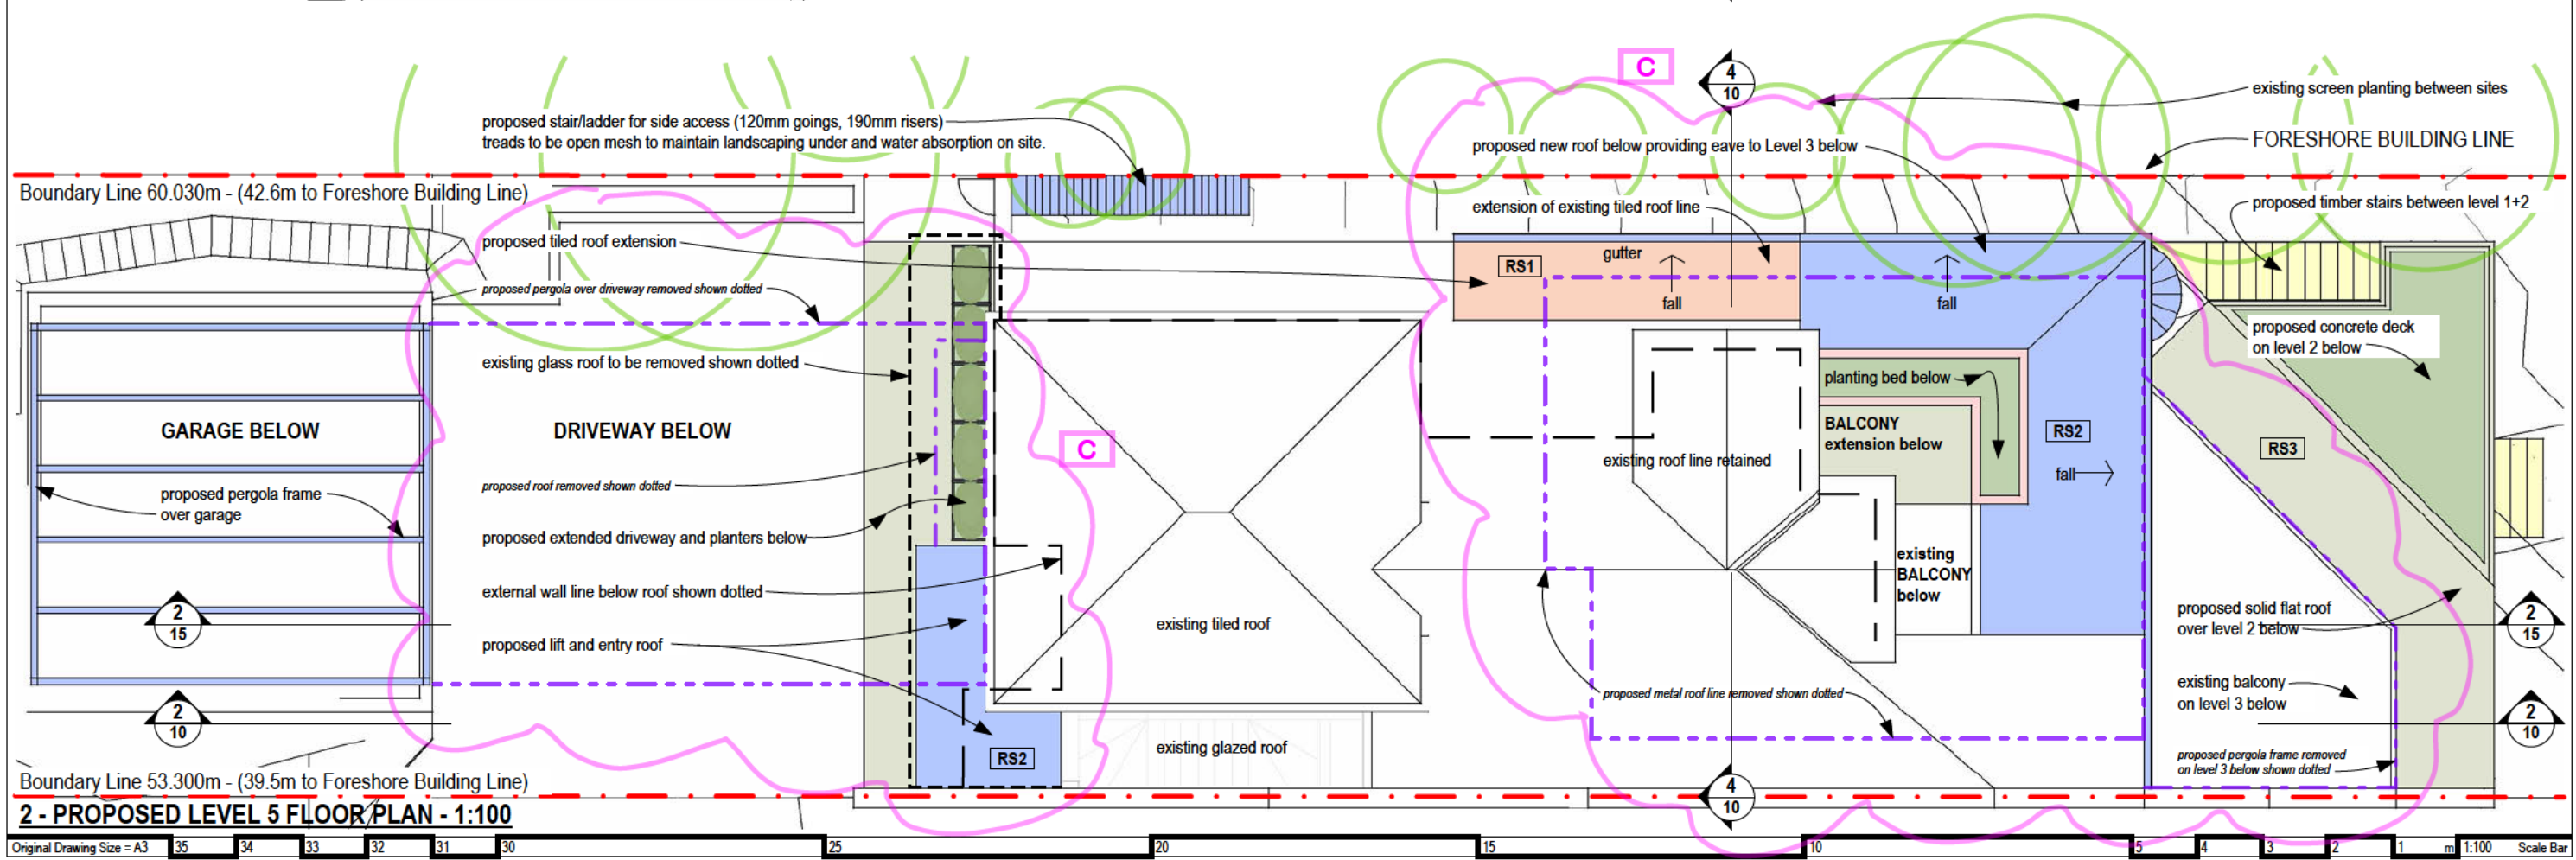 C
4
10
existing screen planting between sites
proposed stair/ladder for side access (120mm goings, 190mm risers)
treads to be open mesh to maintain landscaping under and water absorption on site.
proposed new roof below providing eave to Level 3 below
FORESHORE BUILDING LINE
Boundary Line 60.030m - (42.6m to Foreshore Building Line)
extension of existing tiled roof line
proposed timber stairs between level 1+2
proposed tiled roof extension
gutter
RS1
fall
fall
proposed pergola over driveway removed shown dotted
proposed concrete deck
on level 2 below
existing glass roof to be removed shown dotted
planting bed below
GARAGE BELOW
DRIVEWAY BELOW
BALCONY
extension below
RS2
RS3
C
existing roof line retained
fall
proposed roof removed shown dotted
proposed pergola frame
over garage
proposed extended driveway and planters below
existing
BALCONY
below
external wall line below roof shown dotted
2
15
existing tiled roof
proposed solid flat roof
over level 2 below
2
15
proposed lift and entry roof
proposed metal roof line removed shown dotted
existing balcony
on level 3 below
2
10
2
10
existing glazed roof
RS2
proposed pergola frame removed
on level 3 below shown dotted
Boundary Line 53.300m - (39.5m to Foreshore Building Line)
4
10
2 - PROPOSED LEVEL 5 FLOOR PLAN - 1:100
Original Drawing Size = A3 35 34 33 32 31 30 25 20 15 10 5 4 3 2 1 m 1:100 Scale Bar